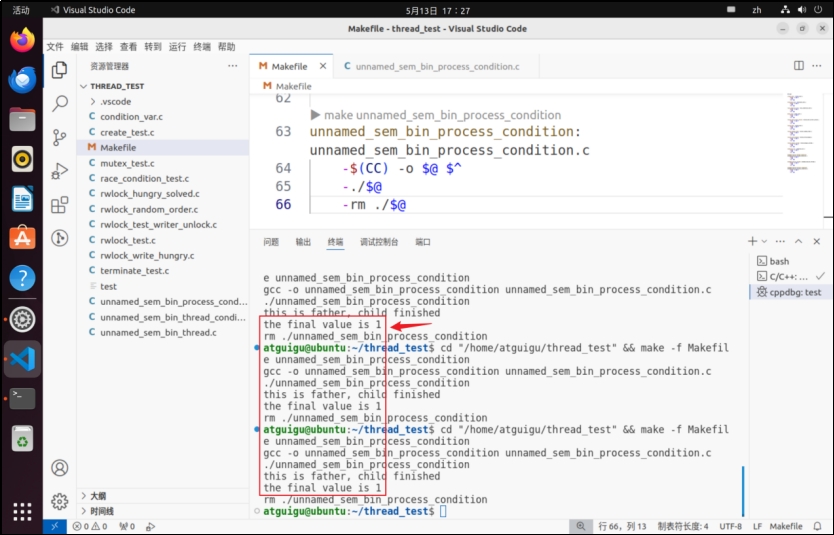 活动
Visual Studio Code
5月13日 17：27
zh
Makefile - thread_test - Visual Studio Code
文件 编辑 选择 查看 转到 运行 终端 帮助
资源管理器
THREAD_TEST
.vscode
condition_var.c
create_test.c
Makefile
mutex_test.c
race_condition_test.c
rwlock_hungry_solved.c
rwlock_random_order.c
rwlock_test_writer_unlock.c
rwlock_test.c
rwlock_write_hungry.c
terminate_test.c
test
unnamed_sem_bin_process_cond...
unnamed_sem_bin_thread_condi...
unnamed_sem_bin_thread.c
大纲
时间线
Makefile
unnamed_sem_bin_process_condition.c
Makefile
62
make unnamed_sem_bin_process_condition
63 unnamed_sem_bin_process_condition:
unnamed_sem_bin_process_condition.c
64 -$(CC) -o $@ $^
65 -./$@
66 -rm ./$@
问题 输出 终端 调试控制台 端口
e unnamed_sem_bin_process_condition
gcc -o unnamed_sem_bin_process_condition unnamed_sem_bin_process_condition.c
./unnamed_sem_bin_process_condition
this is father, child finished
the final value is 1
rm ./unnamed_sem_bin_process_condition
atguigu@ubuntu:~/thread_test$ cd "/home/atguigu/thread_test" && make -f Makefil
e unnamed_sem_bin_process_condition
gcc -o unnamed_sem_bin_process_condition unnamed_sem_bin_process_condition.c
./unnamed_sem_bin_process_condition
this is father, child finished
the final value is 1
rm ./unnamed_sem_bin_process_condition
atguigu@ubuntu:~/thread_test$ cd "/home/atguigu/thread_test" && make -f Makefil
e unnamed_sem_bin_process_condition
gcc -o unnamed_sem_bin_process_condition unnamed_sem_bin_process_condition.c
./unnamed_sem_bin_process_condition
this is father, child finished
the final value is 1
rm ./unnamed_sem_bin_process_condition
atguigu@ubuntu:~/thread_test$
bash
C/C++: ...
cppdbg: test
0 0 0
行 66，列 13 制表符长度: 4 UTF-8 LF Makefile